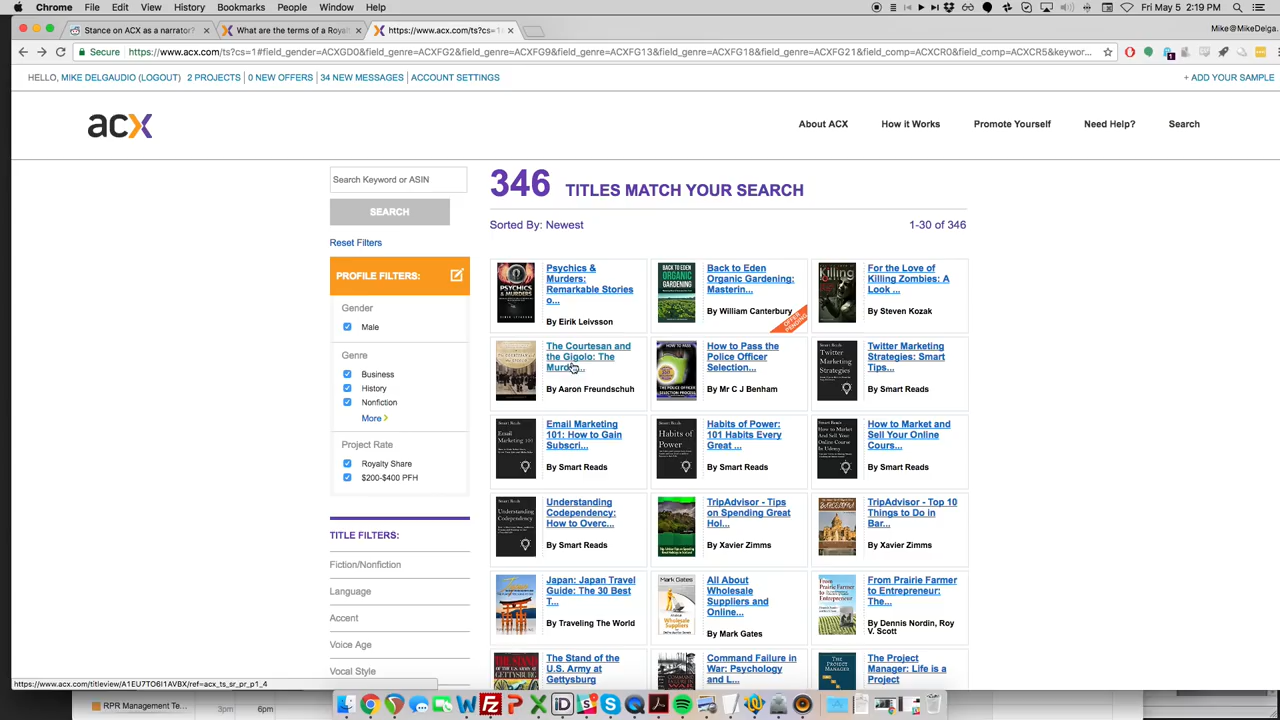 Chrome File Edit View History Bookmarks People Window Help Fri May 5 2:19 PM
Stance on ACX as a narrator? × What are the terms of a Royal × https://www.acx.com/ts?cs=1 × Mike@MikeDelga
Secure https://www.acx.com/ts?cs=1#field_gender=ACXGD0&field_genre=ACXFG2&field_genre=ACXFG9&field_genre=ACXFG13&field_genre=ACXFG18&field_genre=ACXFG21&field_comp=ACXCR0&field_comp=ACXCR5&keywor...
HELLO, MIKE DELGAUDIO (LOGOUT) | 2 PROJECTS | 0 NEW OFFERS | 34 NEW MESSAGES | ACCOUNT SETTINGS
+ ADD YOUR SAMPLE
acx
About ACX How it Works Promote Yourself Need Help? Search
Search Keyword or ASIN
SEARCH
Reset Filters
PROFILE FILTERS:
Gender
Male
Genre
Business
History
Nonfiction
More >
Project Rate
Royalty Share
$200-$400 PFH
TITLE FILTERS:
Fiction/Nonfiction
Language
Accent
Voice Age
Vocal Style
346 TITLES MATCH YOUR SEARCH
Sorted By: Newest 1-30 of 346
Psychics &
Murders:
Remarkable Stories
o...
By Eirik Leivsson
Back to Eden
Organic Gardening:
Masterin...
By William Canterbury
OFFER PENDING
For the Love of
Killing Zombies: A
Look ...
By Steven Kozak
The Courtesan and
the Gigolo: The
Murder...
By Aaron Freundschuh
How to Pass the
Police Officer
Selection...
By Mr C J Benham
Twitter Marketing
Strategies: Smart
Tips...
By Smart Reads
Email Marketing
101: How to Gain
Subscri...
By Smart Reads
Habits of Power:
101 Habits Every
Great ...
By Smart Reads
How to Market and
Sell Your Online
Cours...
By Smart Reads
Understanding
Codependency:
How to Overc...
By Smart Reads
TripAdvisor - Tips
on Spending Great
Hol...
By Xavier Zimms
TripAdvisor - Top 10
Things to Do in
Bar...
By Xavier Zimms
Japan: Japan Travel
Guide: The 30 Best
T...
By Traveling The World
All About
Wholesale
Suppliers and
Online...
By Mark Gates
From Prairie Farmer
to Entrepreneur:
The...
By Dennis Nordin, Roy
V. Scott
The Stand of the
U.S. Army at
Gettysburg
Command Failure in
War: Psychology
and L...
The Project
Manager: Life is a
Project
RPR Management Te... 3pm 6pm